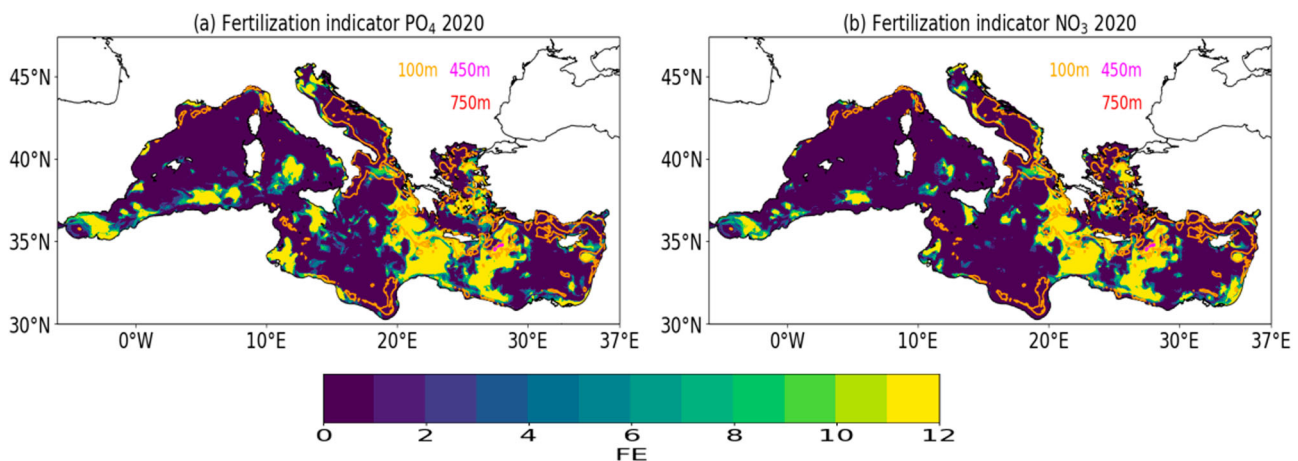 (a) Fertilization indicator PO₄ 2020
(b) Fertilization indicator NO₃ 2020
45°N
40°N
35°N
30°N
100m 450m
750m
0°W 10°E 20°E 30°E 37°E
45°N
40°N
35°N
30°N
100m 450m
750m
0°W 10°E 20°E 30°E 37°E
0 2 4 6 8 10 12
FE